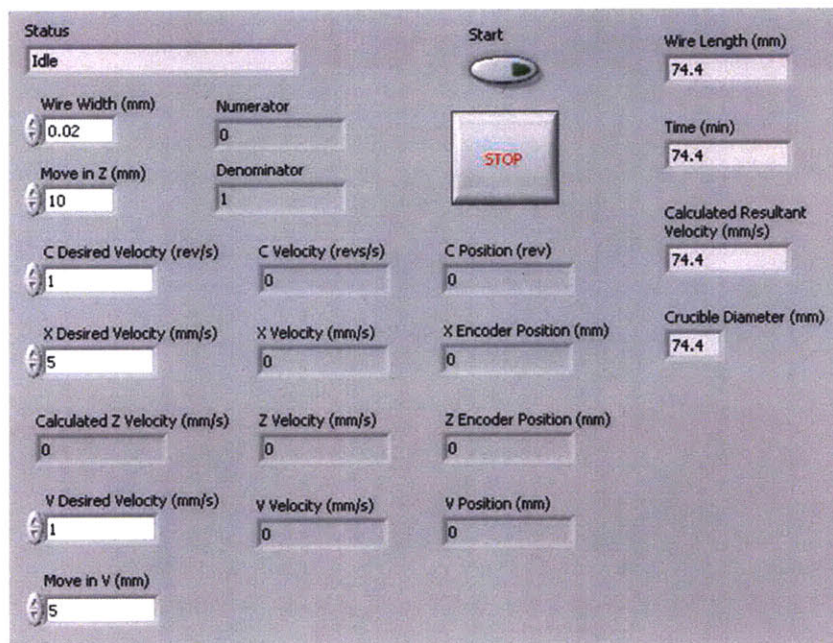 Status
Idle
Start
Wire Length (mm)
74.4
Wire Width (mm)
0.02
Numerator
0
STOP
Time (min)
74.4
Move in Z (mm)
10
Denominator
1
Calculated Resultant
Velocity (mm/s)
74.4
C Desired Velocity (rev/s)
1
C Velocity (revs/s)
0
C Position (rev)
0
Crucible Diameter (mm)
74.4
X Desired Velocity (mm/s)
5
X Velocity (mm/s)
0
X Encoder Position (mm)
0
Calculated Z Velocity (mm/s)
0
Z Velocity (mm/s)
0
Z Encoder Position (mm)
0
V Desired Velocity (mm/s)
1
V Velocity (mm/s)
0
V Position (mm)
0
Move in V (mm)
5